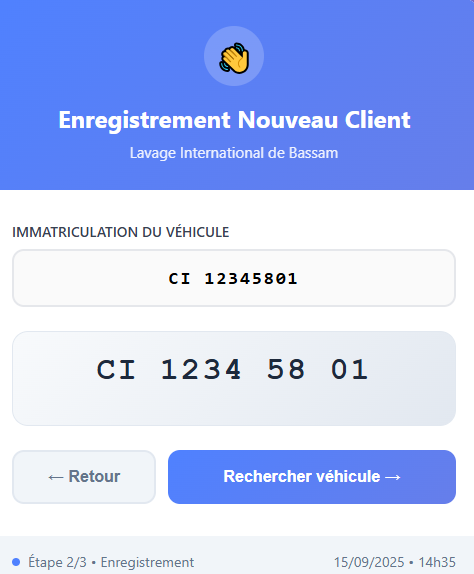 Enregistrement Nouveau Client
Lavage International de Bassam
IMMATRICULATION DU VÉHICULE
CI 12345801
CI 1234 58 01
← Retour
Rechercher véhicule →
Étape 2/3 • Enregistrement
15/09/2025 • 14h35